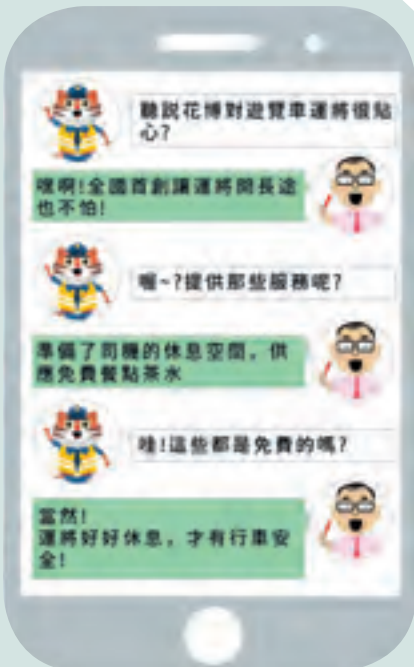 聽說花博對遊覽車運將很貼
心?
嘿啊!全國首創讓運將開長途
也不怕!
喔~?提供那些服務呢?
準備了司機的休息空間，供
應免費餐點茶水
哇!這些都是免費的嗎?
當然!
運將好好休息，才有行車安
全!